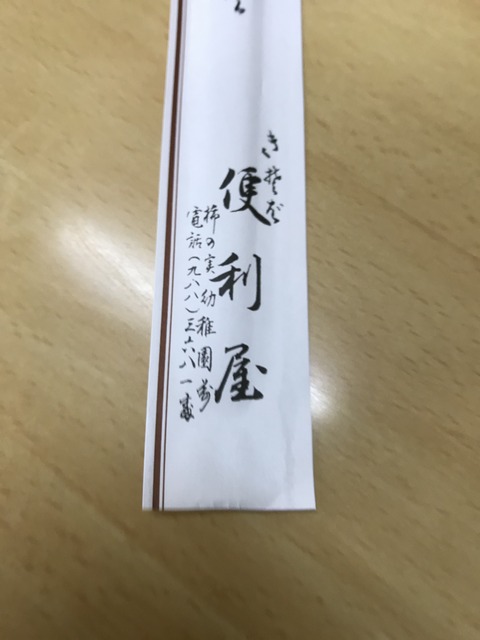 きそば
便利屋
柿の実幼稚園前
電話(九八八)三六八一番